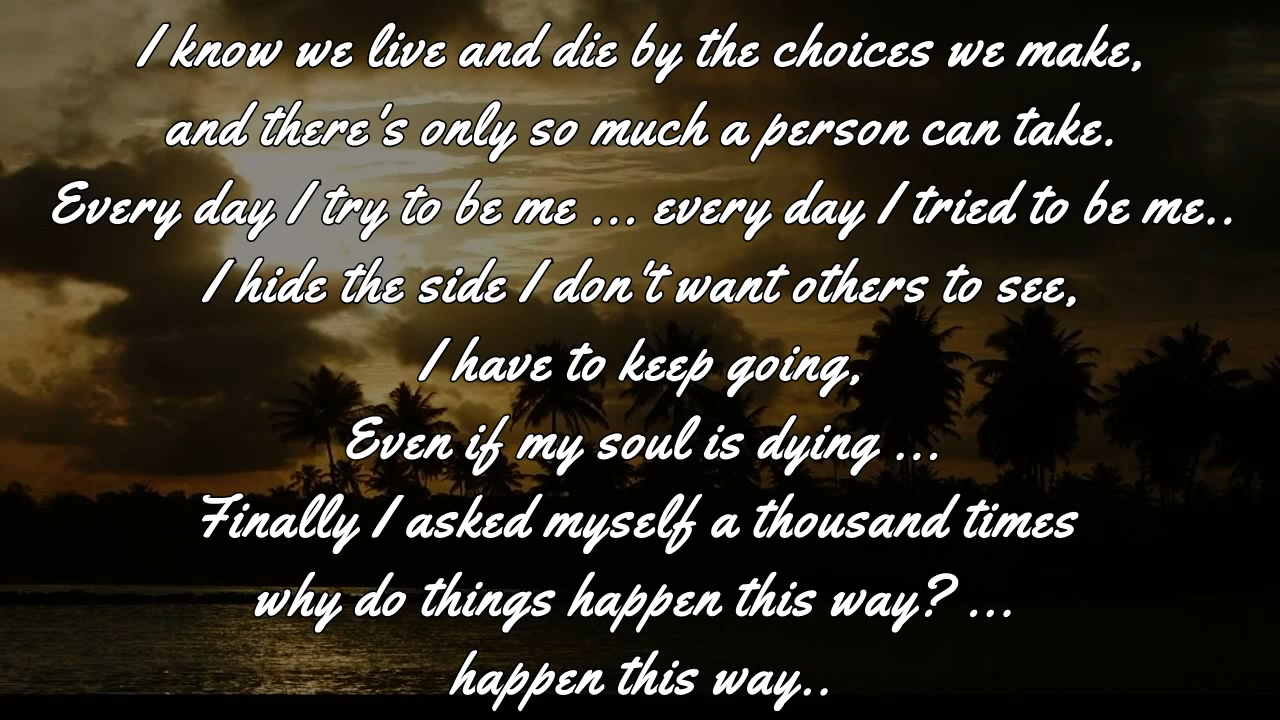 I know we live and die by the choices we make,
and there's only so much a person can take.
Every day I try to be me ... every day I tried to be me..
I hide the side I don't want others to see,
I have to keep going,
Even if my soul is dying ...
Finally I asked myself a thousand times
why do things happen this way? ...
happen this way..